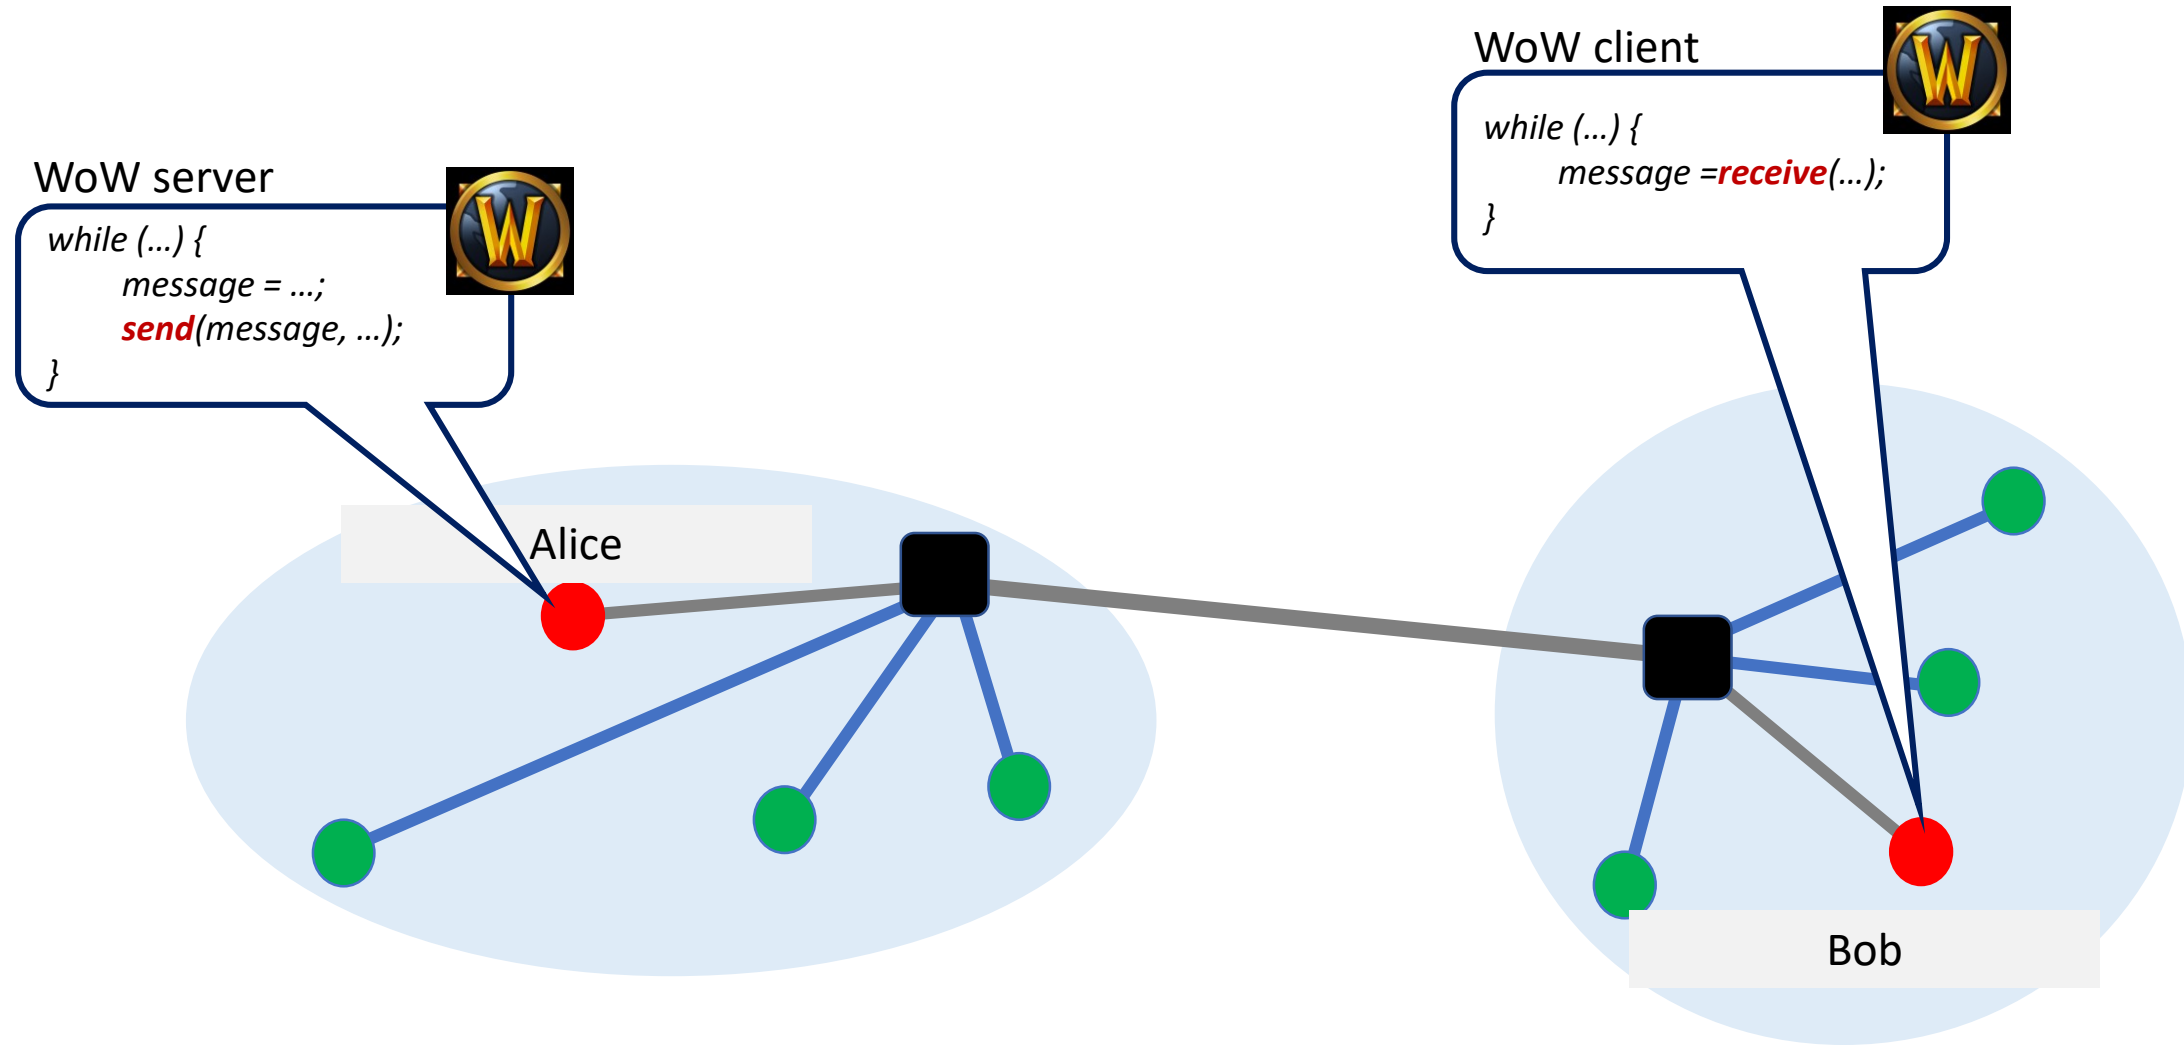 WoW client
while (…) {
message =receive(…);
}
WoW server
while (…) {
message = …;
send(message, …);
}
Alice
Bob
W
W